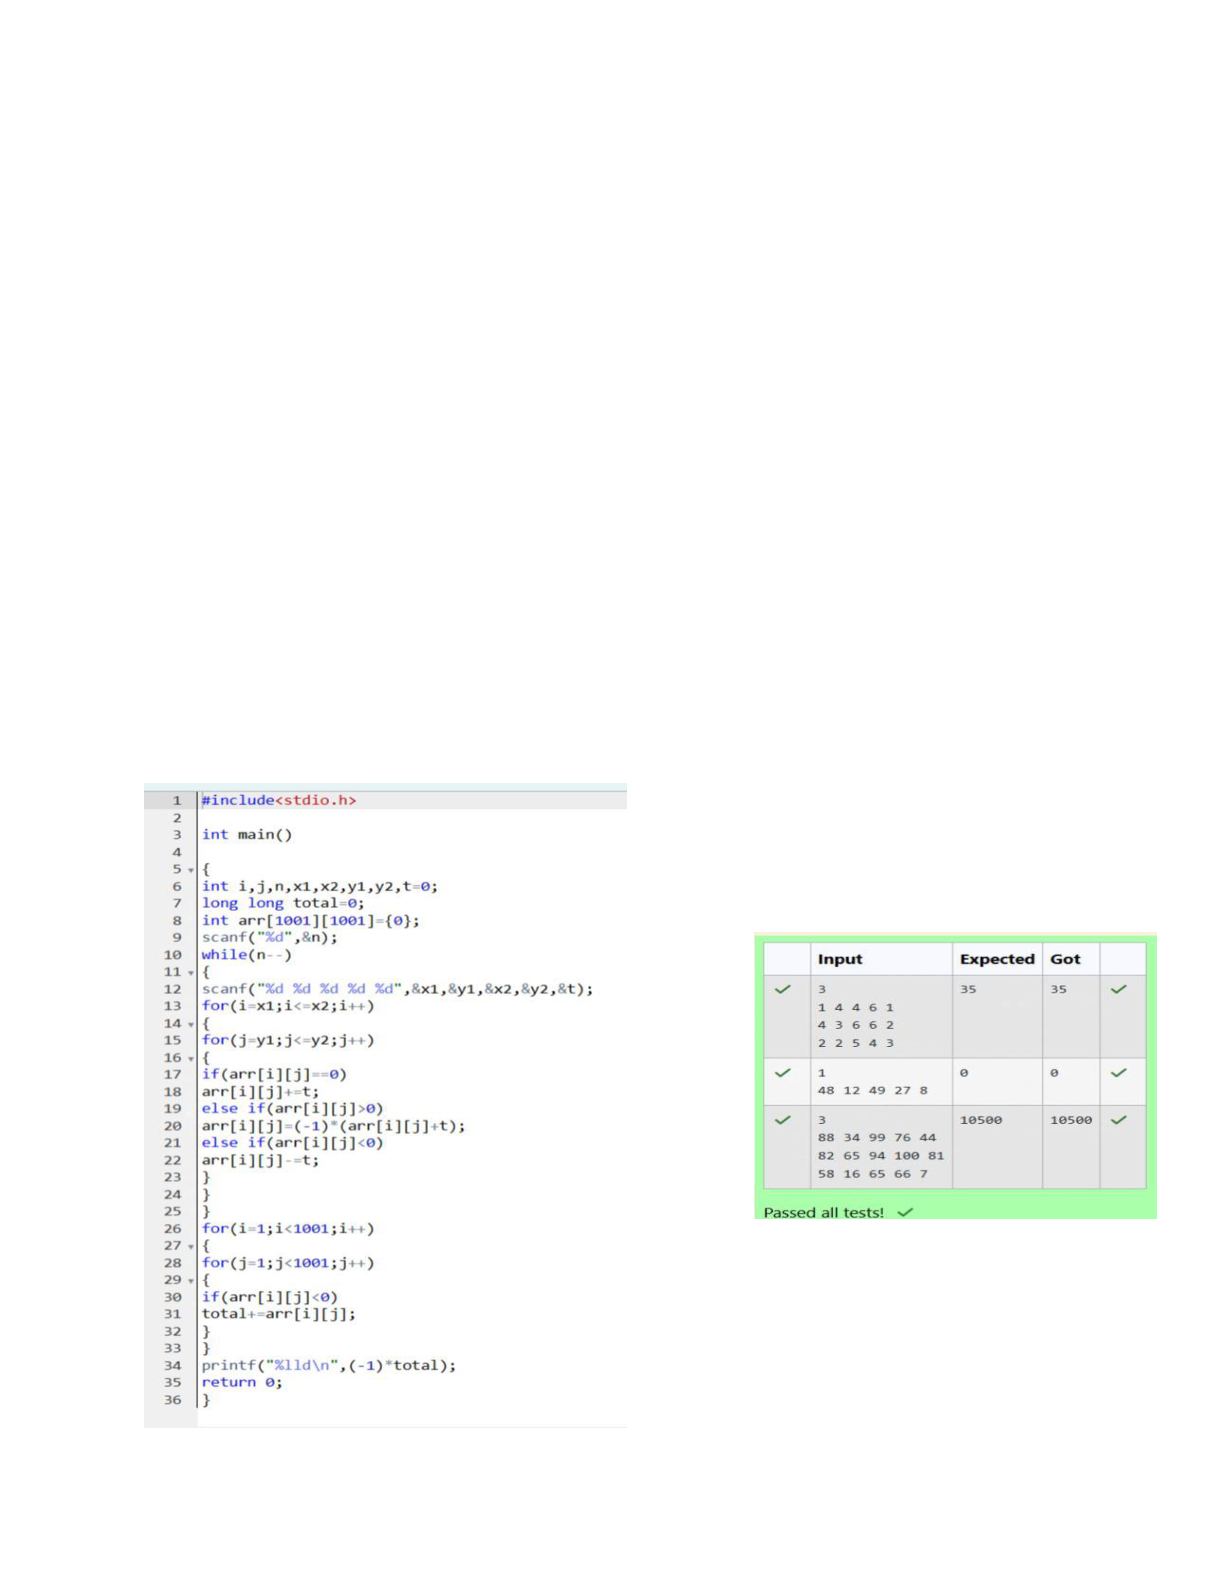 1 #include<stdio.h>
2
3 int main()
4
5 {
6 int i,j,n,x1,x2,y1,y2,t=0;
7 long long total=0;
8 int arr[1001][1001]={0};
9 scanf("%d",&n);
10 while(n--)
11 {
12 scanf("%d %d %d %d %d",&x1,&y1,&x2,&y2,&t);
13 for(i=x1;i<=x2;i++)
14 {
15 for(j=y1;j<=y2;j++)
16 {
17 if(arr[i][j]==0)
18 arr[i][j]+=t;
19 else if(arr[i][j]>0)
20 arr[i][j]=(-1)*(arr[i][j]+t);
21 else if(arr[i][j]<0)
22 arr[i][j]-=t;
23 }
24 }
25 }
26 for(i=1;i<1001;i++)
27 {
28 for(j=1;j<1001;j++)
29 {
30 if(arr[i][j]<0)
31 total+=arr[i][j];
32 }
33 }
34 printf("%lld\n",(-1)*total);
35 return 0;
36 }
Input Expected Got
3 35 35
1 4 4 6 1
4 3 6 6 2
2 2 5 4 3
1 0 0
48 12 49 27 8
3 10500 10500
88 34 99 76 44
82 65 94 100 81
58 16 65 66 7
Passed all tests!